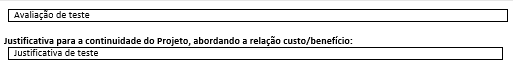 Avaliação de teste
Justificativa para a continuidade do Projeto, abordando a relação custo/benefício:
Justificativa de teste